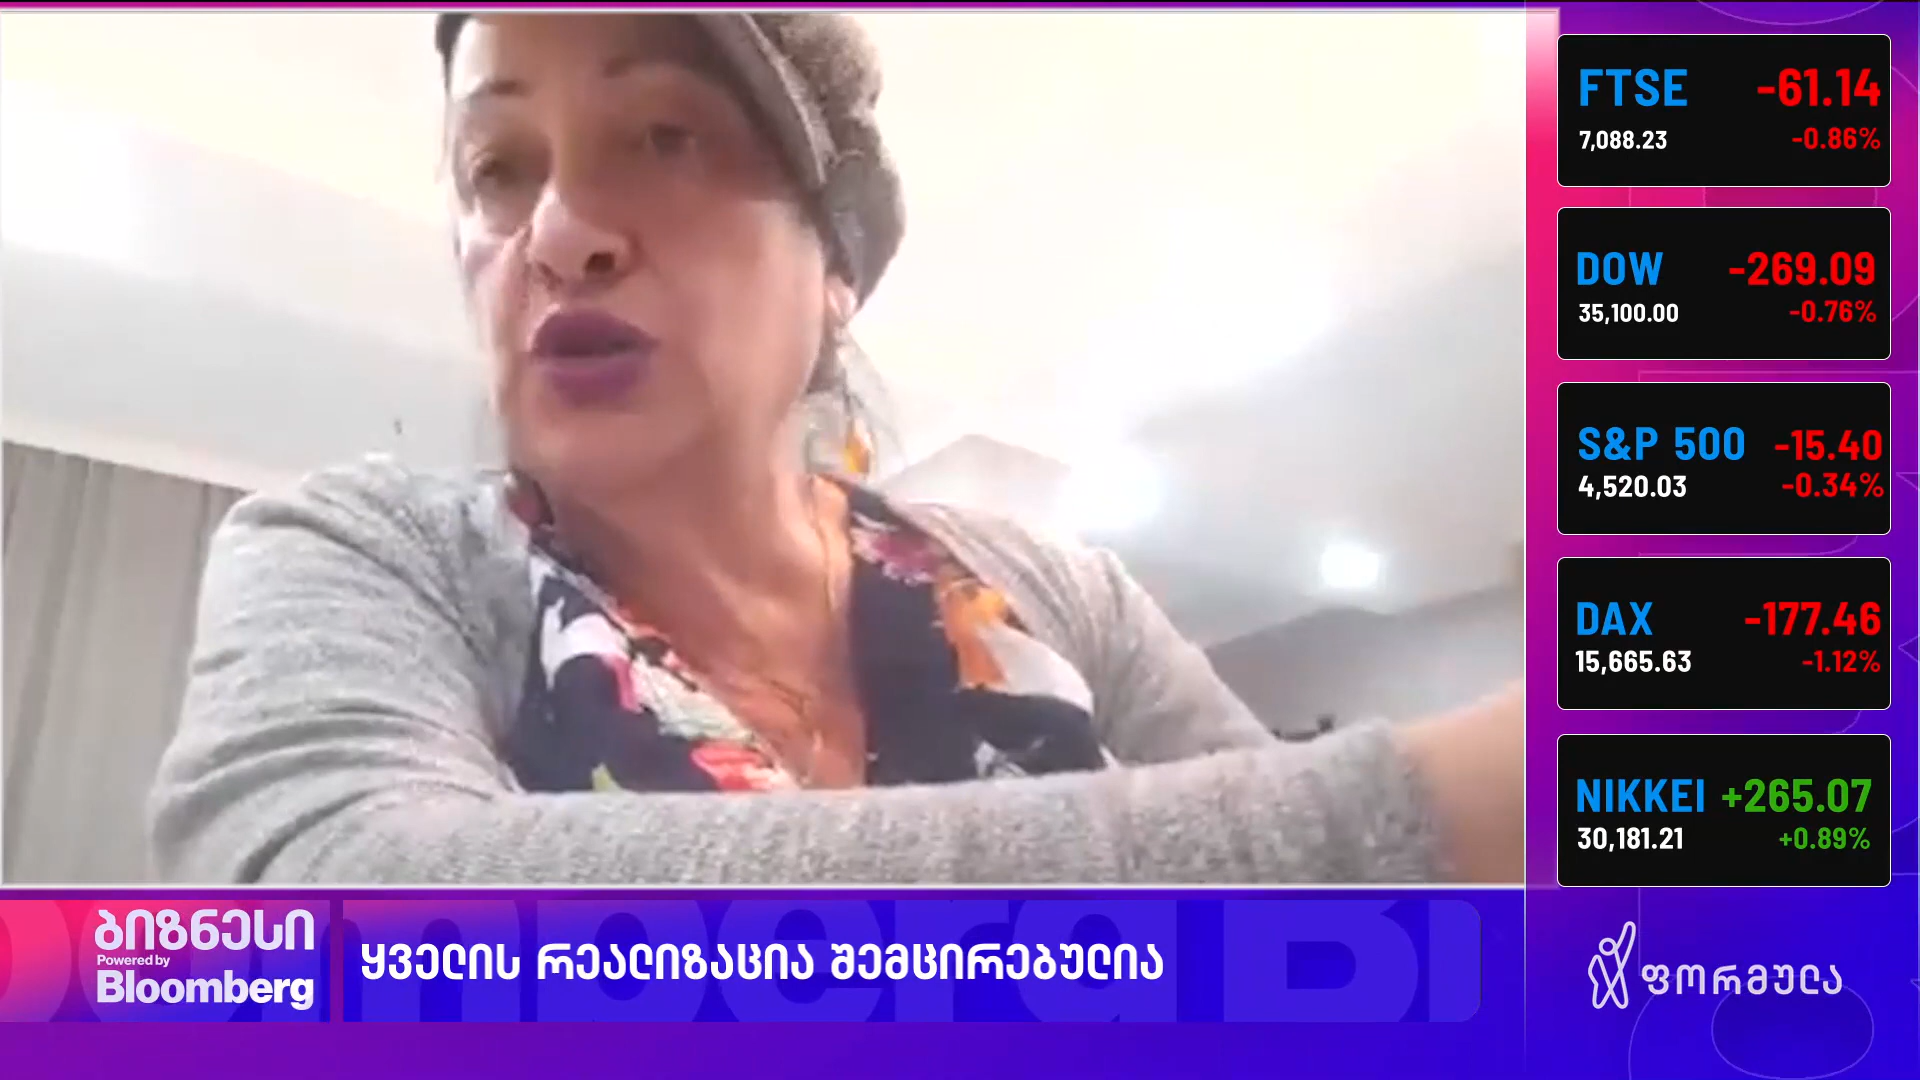 FTSE -61.14
7,088.23 -0.86%
DOW -269.09
35,100.00 -0.76%
S&P 500 -15.40
4,520.03 -0.34%
DAX -177.46
15,665.63 -1.12%
NIKKEI +265.07
30,181.21 +0.89%
ბიზნესი
Powered by
Bloomberg
ყველის რეალიზაცია შემცირებულია
ფორმულა